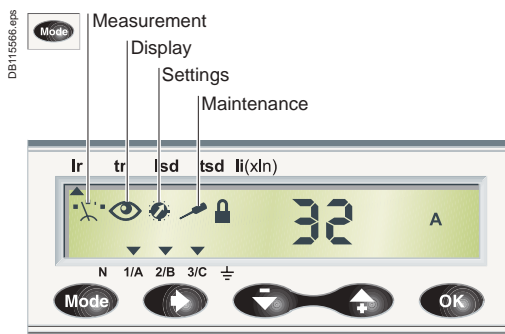 DB115566.eps
Mode
Measurement
Display
Settings
Maintenance
Ir tr Isd tsd Ii(xIn)
32 A
N 1/A 2/B 3/C
Mode OK